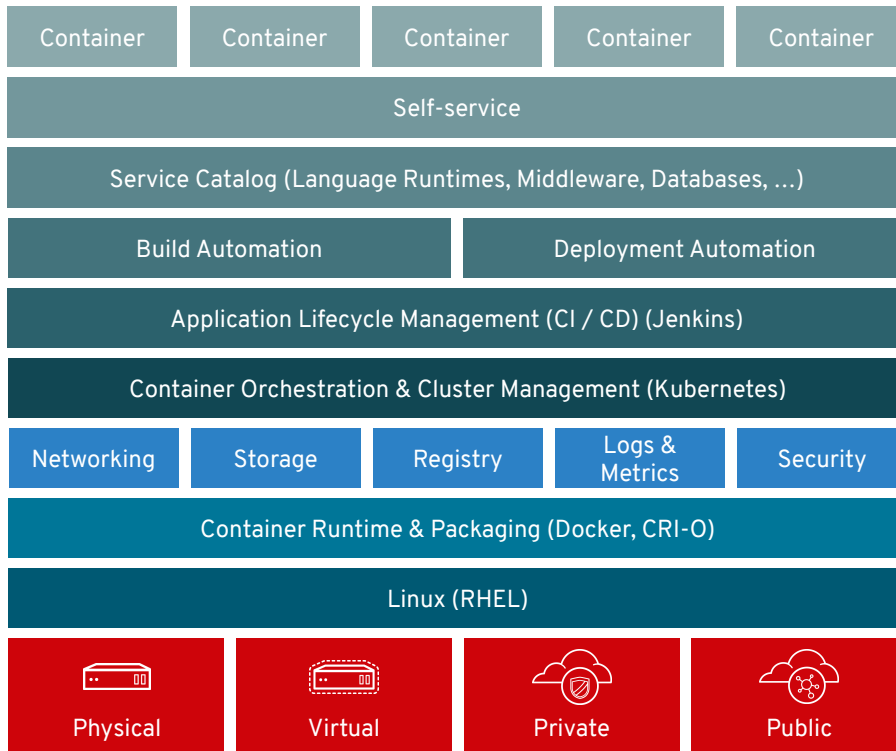 Container Container Container Container Container
Self-service
Service Catalog (Language Runtimes, Middleware, Databases, ...)
Build Automation Deployment Automation
Application Lifecycle Management (CI / CD) (Jenkins)
Container Orchestration & Cluster Management (Kubernetes)
Networking Storage Registry Logs & Metrics Security
Container Runtime & Packaging (Docker, CRI-O)
Linux (RHEL)
Physical Virtual Private Public